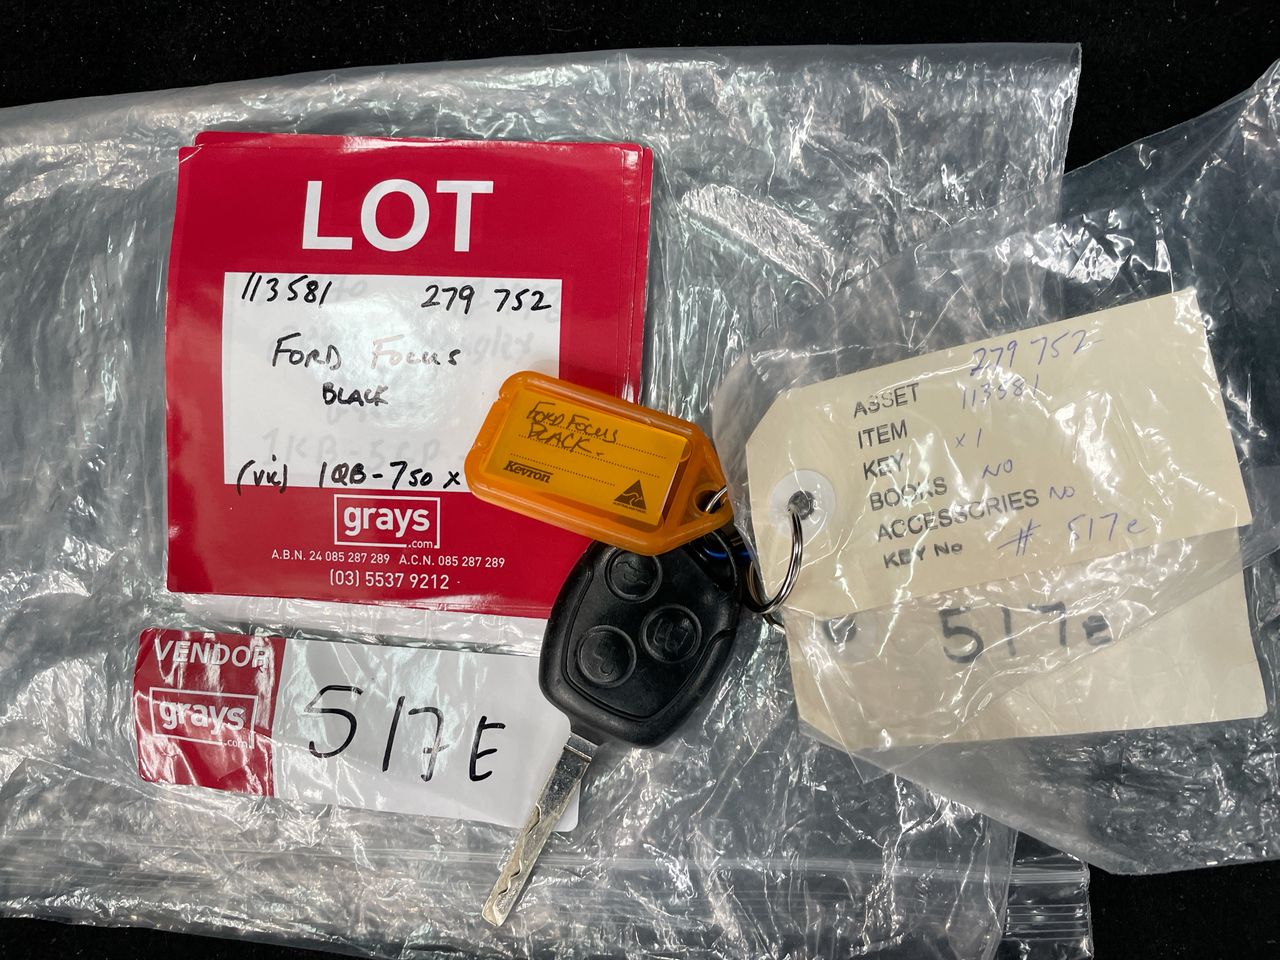 LOT
113581 279 752
FORD FOCUS
BLACK
(VIC) 1QB-750 x
grays
.com
A.B.N. 24 085 287 289 A.C.N. 085 287 289
(03) 5537 9212
VENDOR
grays
.com
517E
FORD FOCUS
BLACK.
Kevron
279 752
ASSET 113581
ITEM
KEY x1
BOOKS NO
ACCESSORIES NO
KEY No # 517e
517E